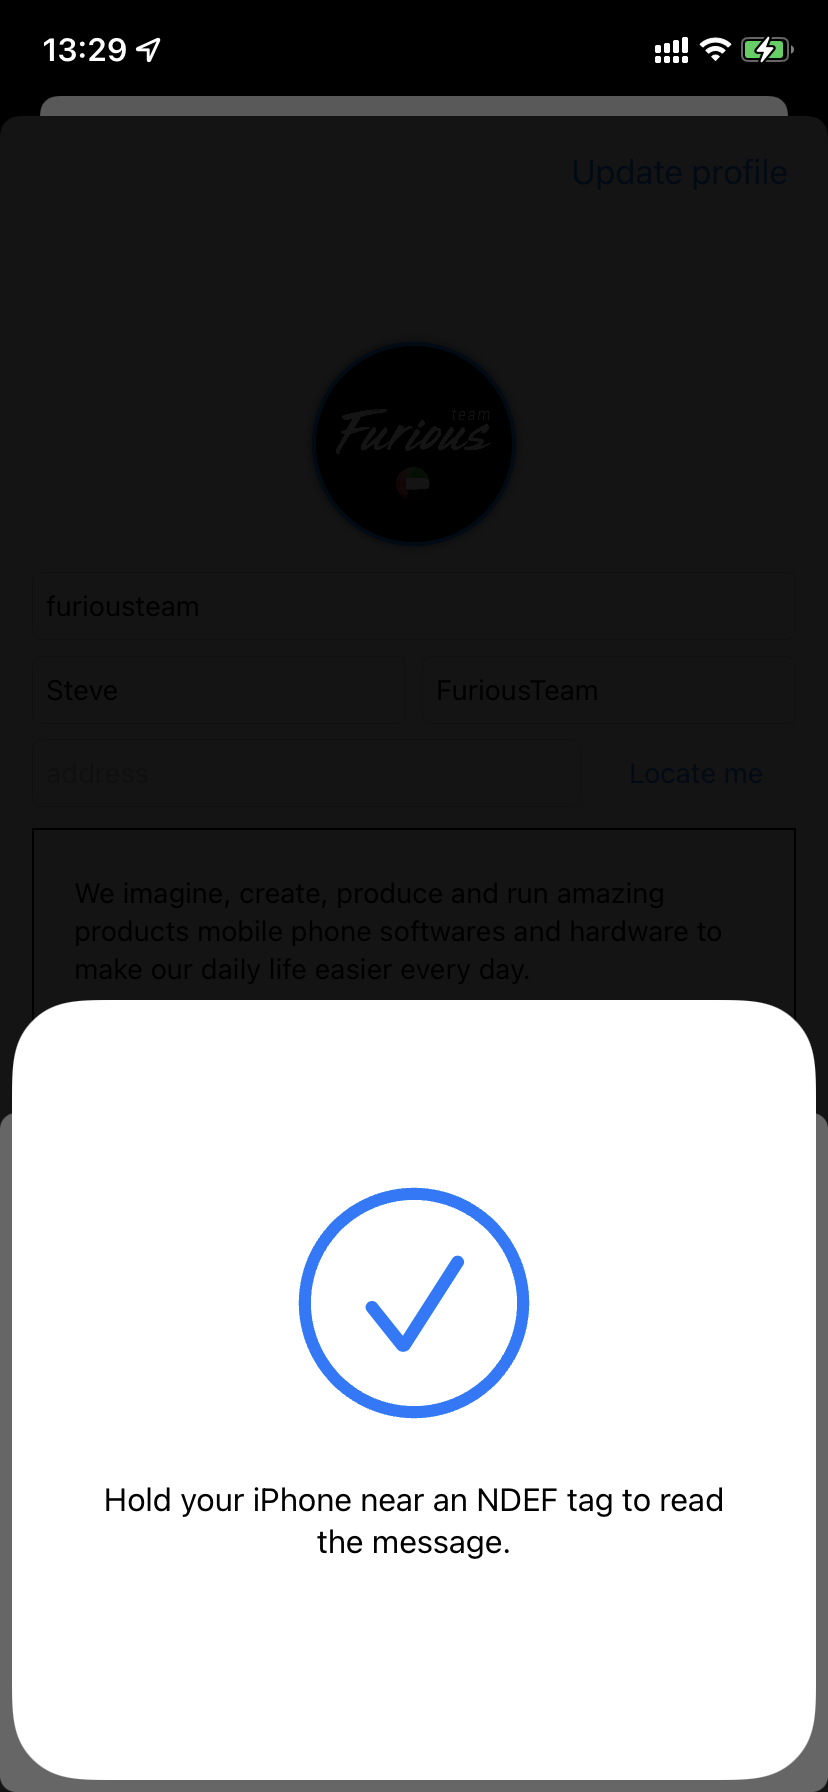 13:29
Update profile
team
Furious
furiousteam
Steve
FuriousTeam
address
Locate me
We imagine, create, produce and run amazing
products mobile phone softwares and hardware to
make our daily life easier every day.
Hold your iPhone near an NDEF tag to read
the message.